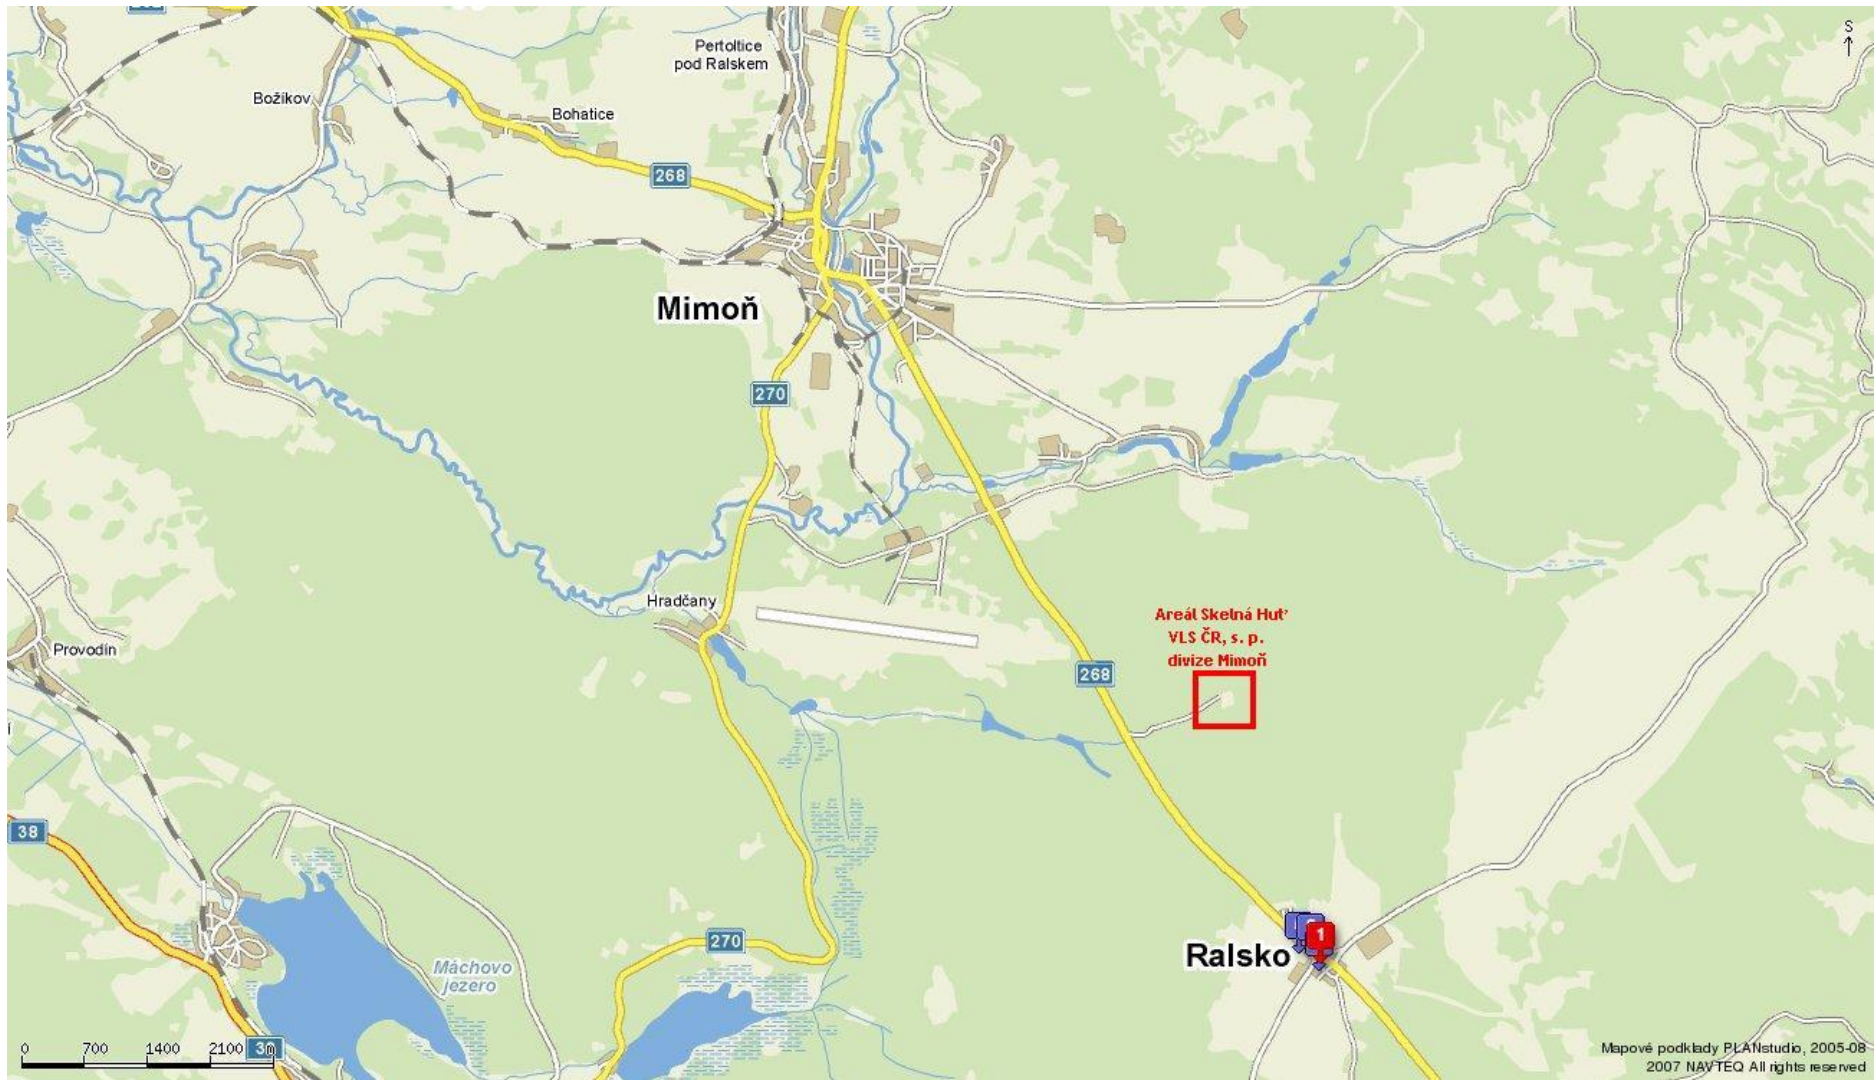 S
Pertoltice
pod Ralskem
Božíkov
Bohatice
268
Mimoň
270
Hradčany
Provodín
Areál Skelná Huť
VLS ČR, s. p.
divize Mimoň
268
38
270
Máchovo
jezero
1
Ralsko
0 700 1400 2100 m
38
Mapové podklady PLANstudio, 2005-08
2007 NAVTEQ All rights reserved